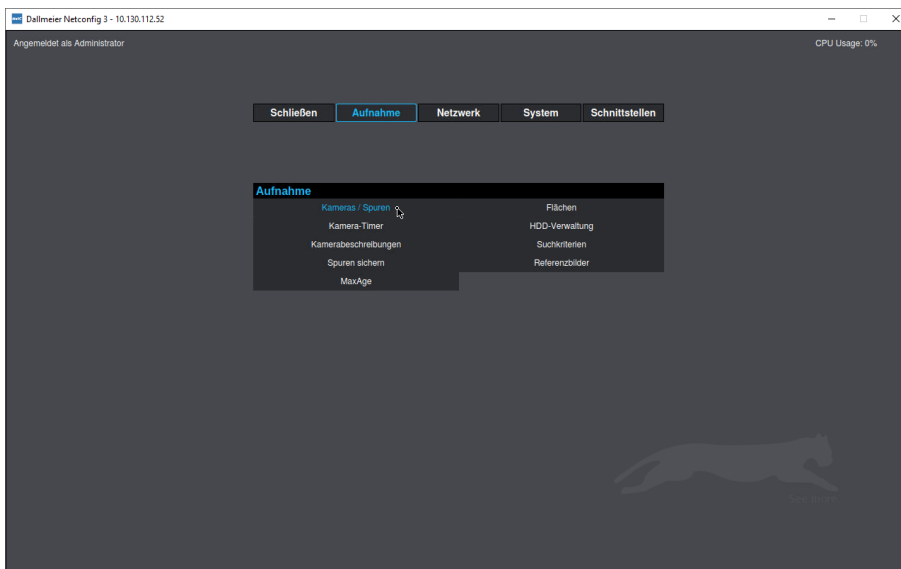 Dallmeier Netconfig 3 - 10.130.112.52
Angemeldet als Administrator
CPU Usage: 0%
Schließen Aufnahme Netzwerk System Schnittstellen
Aufnahme
Kameras / Spuren Flächen
Kamera-Timer HDD-Verwaltung
Kamerabeschreibungen Suchkriterien
Spuren sichern Referenzbilder
MaxAge